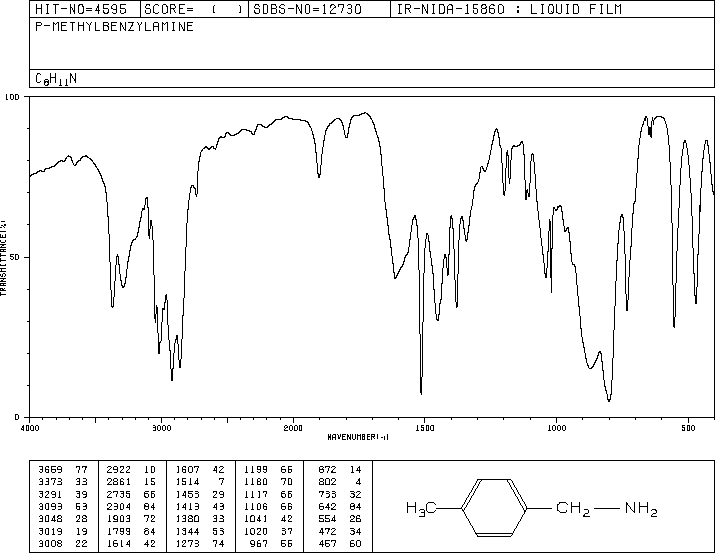 HIT-NO=4595 SCORE= ( ) SDBS-NO=12730 IR-NIDA-15860 : LIQUID FILM
P-METHYLBENZYLAMINE
C8H11N
100
50
0
TRANSMITTANCE(%)
4000 3000 2000 1500 1000 500
WAVENUMBER(-1)
3669 77 2922 10 1607 42 1199 66 872 14
3373 33 2861 15 1514 7 1180 70 802 4
3291 39 2735 66 1453 29 1117 66 733 32
3093 53 2304 84 1413 43 1106 66 642 84
3048 28 1903 72 1380 33 1041 42 554 26
3019 19 1799 84 1344 53 1020 37 472 34
3008 22 1614 42 1273 74 967 55 457 60
H3C CH2 NH2